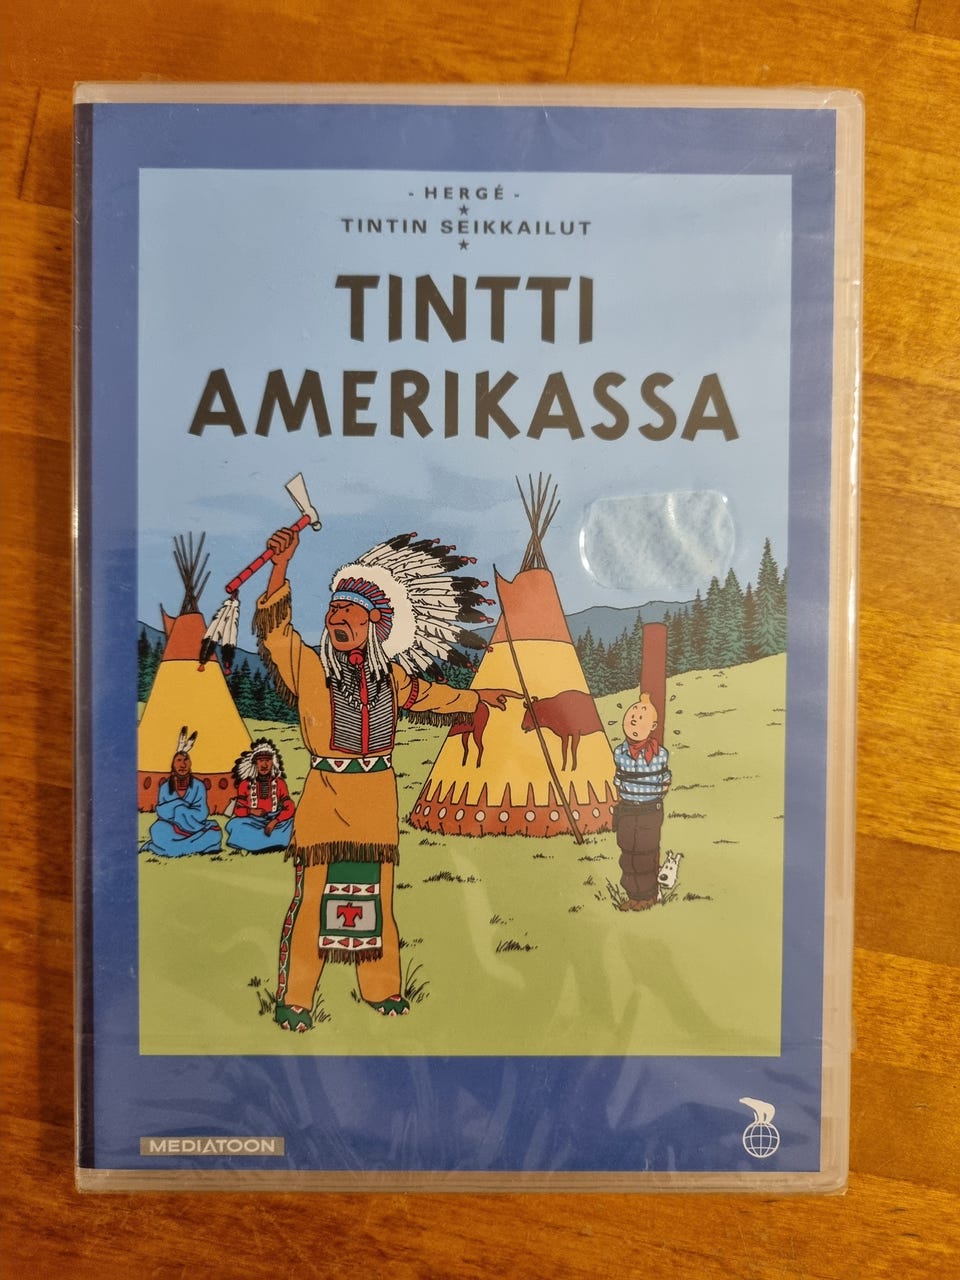 - HERGÉ -
TINTIN SEIKKAILUT
TINTTI
AMERIKASSA
MEDIATOON